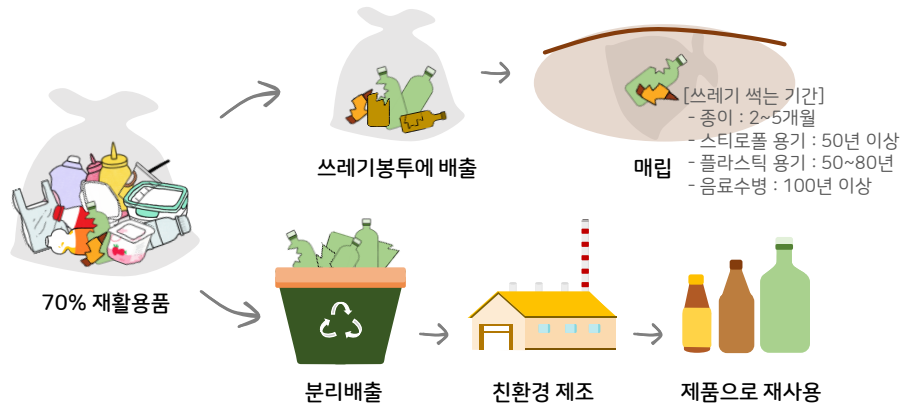 70% 재활용품
쓰레기봉투에 배출
매립
[쓰레기 썩는 기간]
- 종이 : 2~5개월
- 스티로폴 용기 : 50년 이상
- 플라스틱 용기 : 50~80년
- 음료수병 : 100년 이상
분리배출
친환경 제조
제품으로 재사용